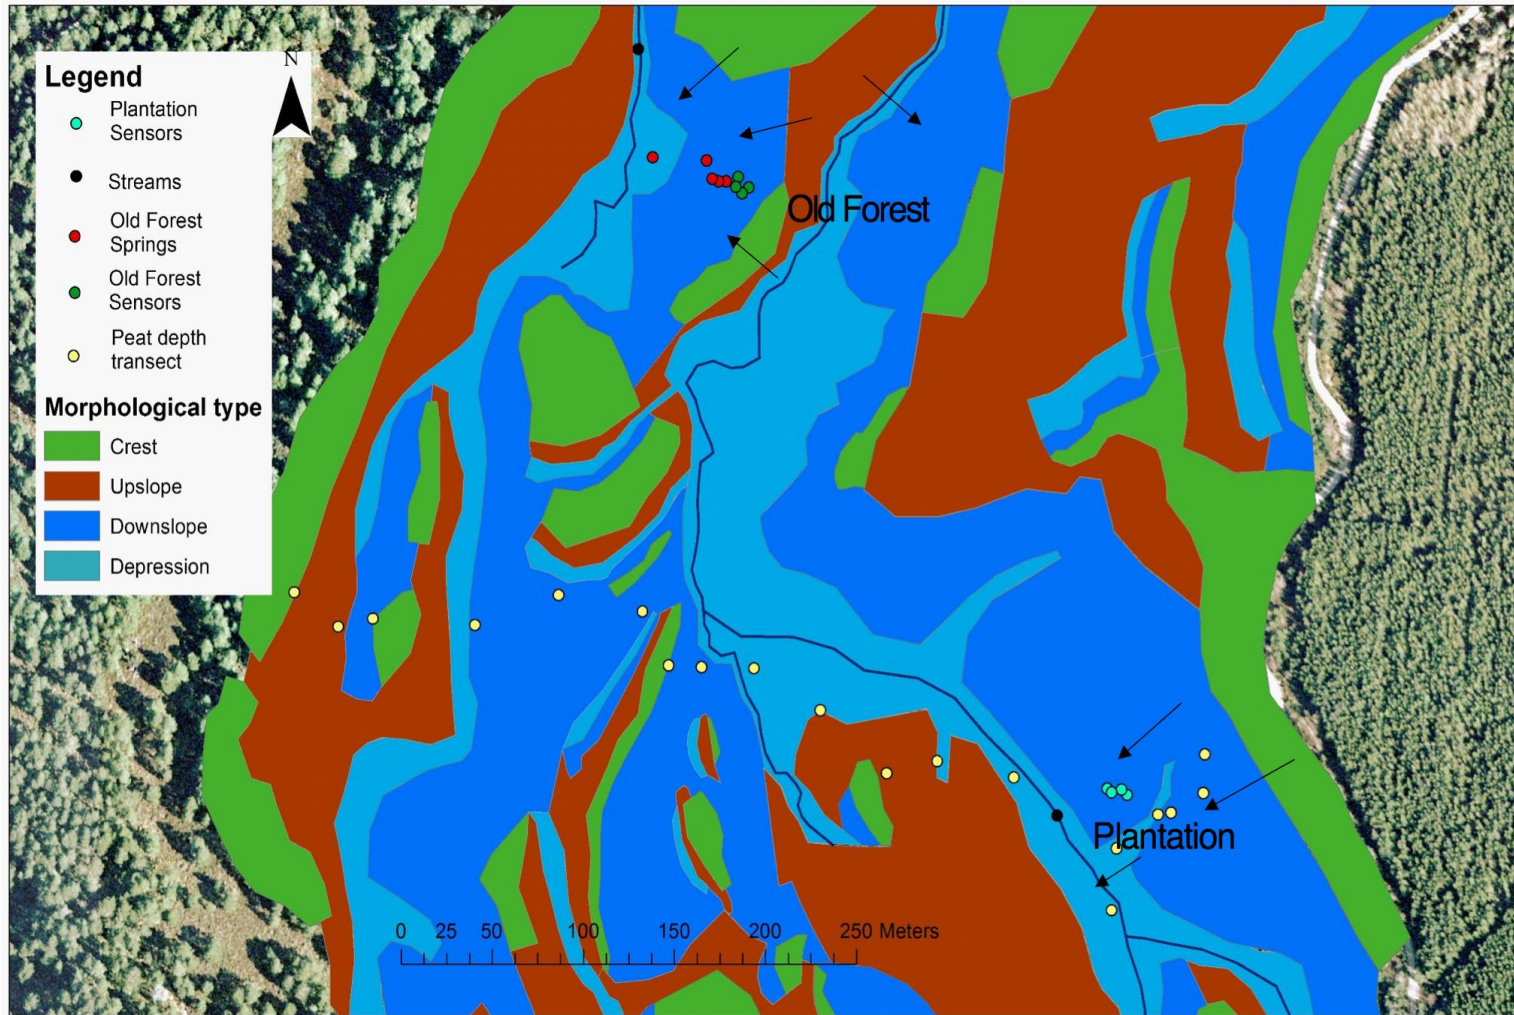 N
Legend
Plantation
Sensors
Streams
Old Forest
Springs
Old Forest
Sensors
Peat depth
transect
Morphological type
Crest
Upslope
Downslope
Depression
Old Forest
Plantation
0 25 50 100 150 200 250 Meters